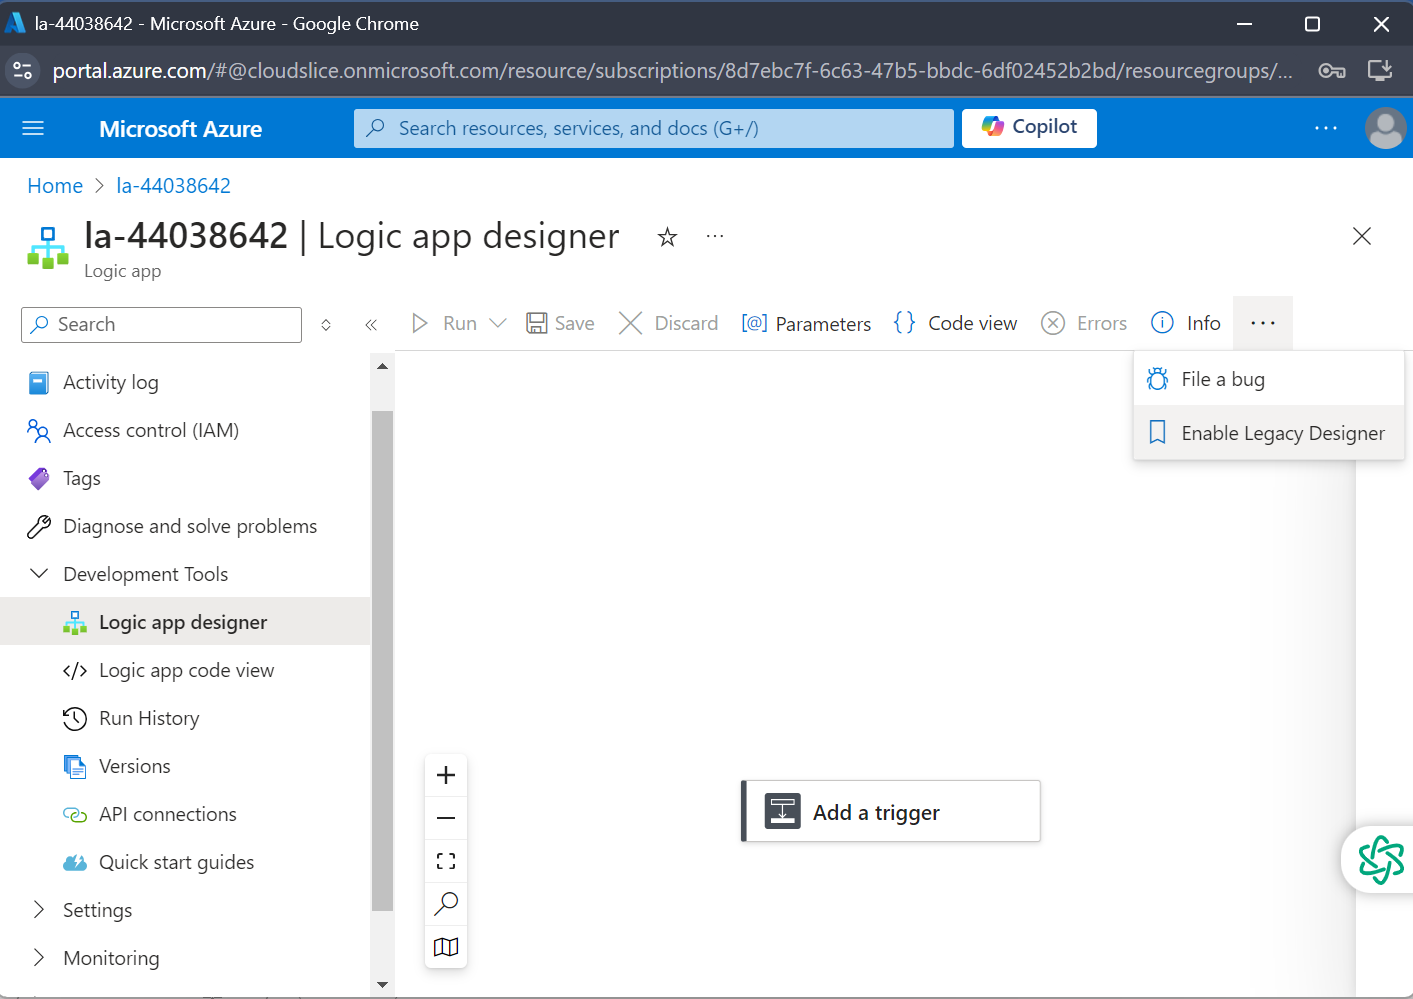 la-44038642 - Microsoft Azure - Google Chrome
portal.azure.com/#@cloudslice.onmicrosoft.com/resource/subscriptions/8d7ebc7f-6c63-47b5-bbdc-6df02452b2bd/resourcegroups/...
Microsoft Azure
Search resources, services, and docs (G+/)
Copilot
Home > la-44038642
la-44038642 | Logic app designer
Logic app
Search
Run
Save
Discard
[@] Parameters
{} Code view
Errors
Info
File a bug
Enable Legacy Designer
Activity log
Access control (IAM)
Tags
Diagnose and solve problems
Development Tools
Logic app designer
Logic app code view
Run History
Versions
API connections
Quick start guides
Settings
Monitoring
Add a trigger